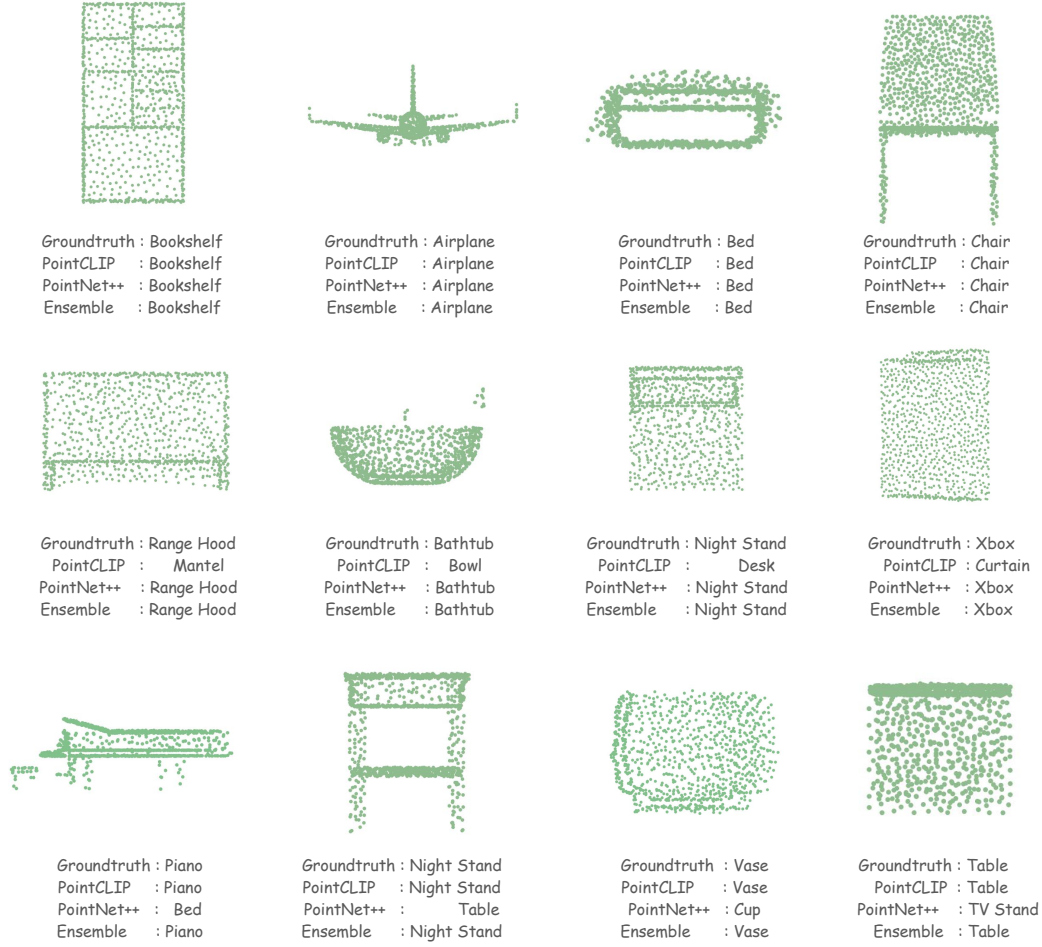 Groundtruth : Bookshelf
PointCLIP : Bookshelf
PointNet++ : Bookshelf
Ensemble : Bookshelf
Groundtruth : Airplane
PointCLIP : Airplane
PointNet++ : Airplane
Ensemble : Airplane
Groundtruth : Bed
PointCLIP : Bed
PointNet++ : Bed
Ensemble : Bed
Groundtruth : Chair
PointCLIP : Chair
PointNet++ : Chair
Ensemble : Chair
Groundtruth : Range Hood
PointCLIP : Mantel
PointNet++ : Range Hood
Ensemble : Range Hood
Groundtruth : Bathtub
PointCLIP : Bowl
PointNet++ : Bathtub
Ensemble : Bathtub
Groundtruth : Night Stand
PointCLIP : Desk
PointNet++ : Night Stand
Ensemble : Night Stand
Groundtruth : Xbox
PointCLIP : Curtain
PointNet++ : Xbox
Ensemble : Xbox
Groundtruth : Piano
PointCLIP : Piano
PointNet++ : Bed
Ensemble : Piano
Groundtruth : Night Stand
PointCLIP : Night Stand
PointNet++ : Table
Ensemble : Night Stand
Groundtruth : Vase
PointCLIP : Vase
PointNet++ : Cup
Ensemble : Vase
Groundtruth : Table
PointCLIP : Table
PointNet++ : TV Stand
Ensemble : Table